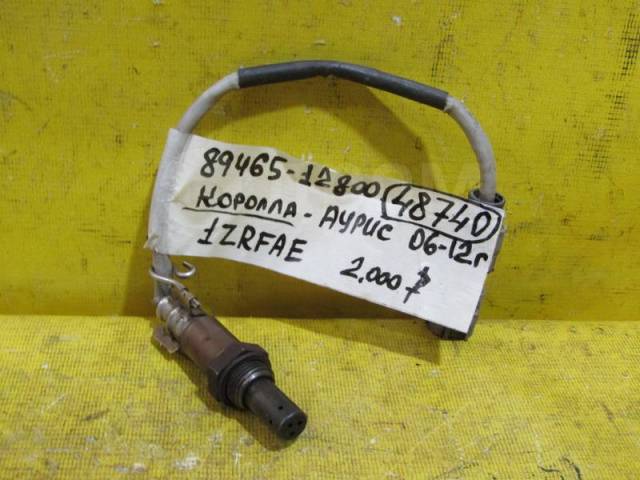 89465-12800 48740
Королла - Аурис 06-12г
1ZRFAE 2.000 ₽